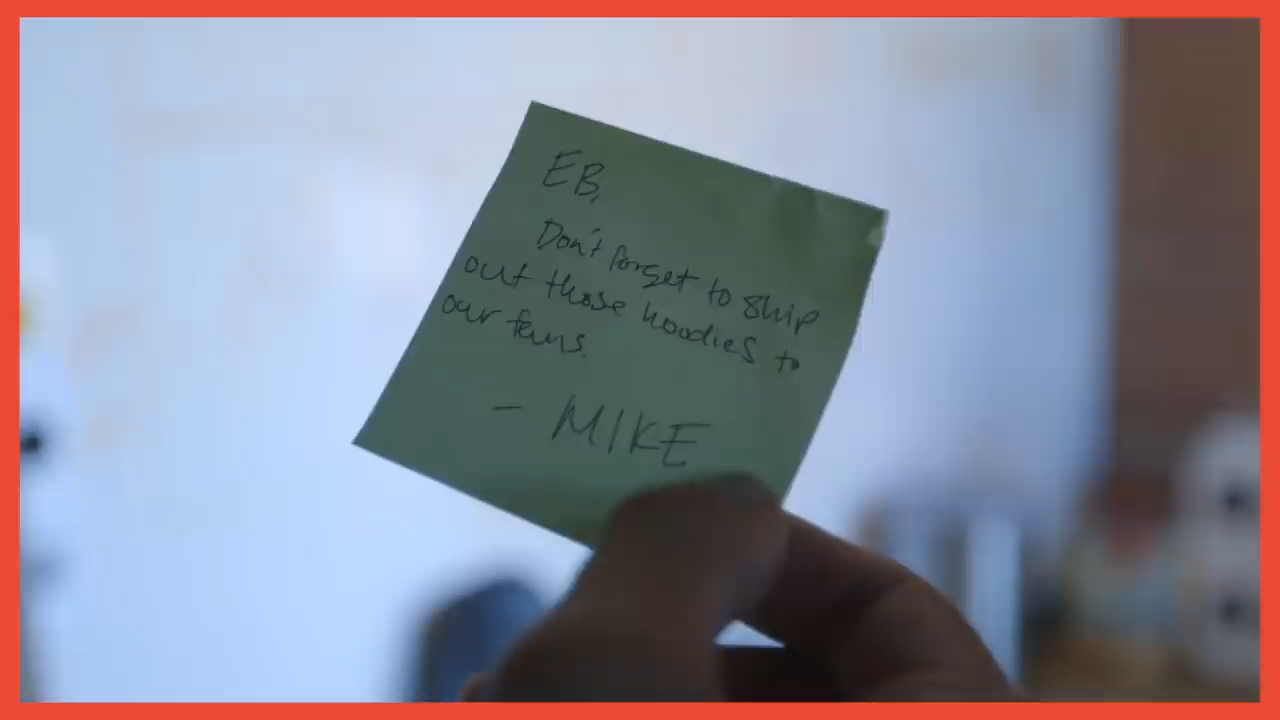 EB,
Don't forget to ship
out those hoodies to
our fans.
- MIKE